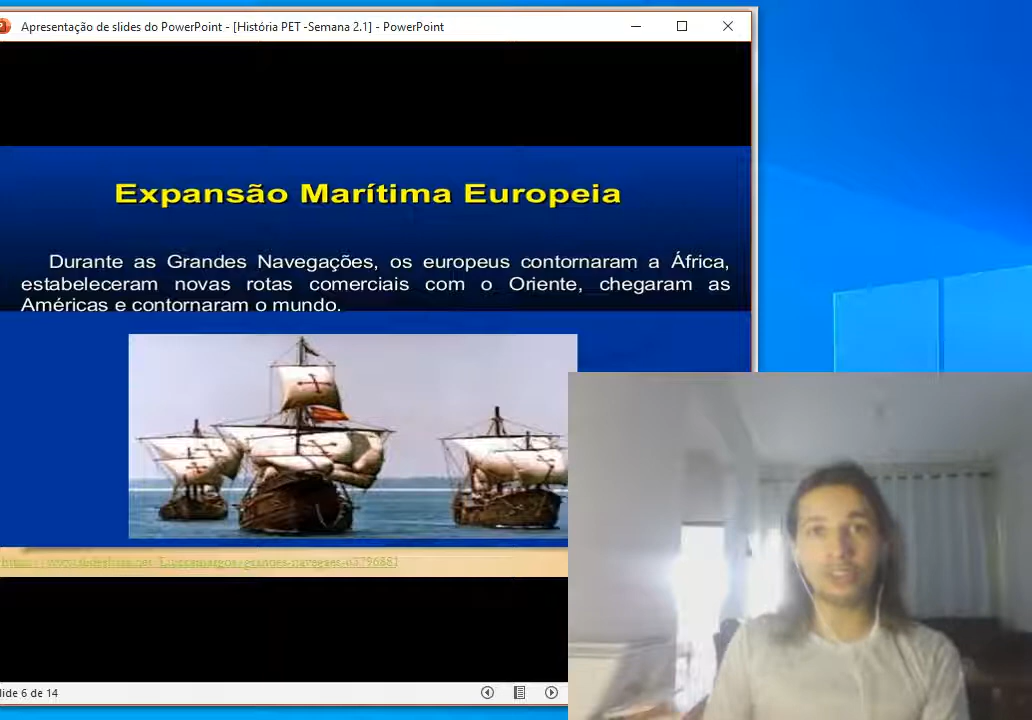 Apresentação de slides do PowerPoint - [História PET -Semana 2.1] - PowerPoint
Expansão Marítima Europeia
Durante as Grandes Navegações, os europeus contornaram a África,
estabeleceram novas rotas comerciais com o Oriente, chegaram as
Américas e contornaram o mundo.
lide 6 de 14